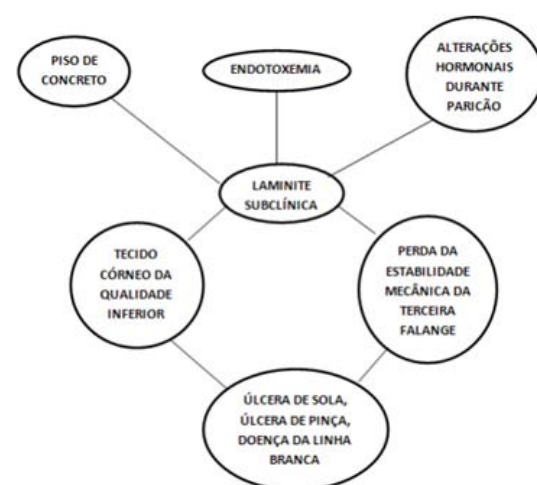 PISO DE
CONCRETO
ENDOTOXEMIA
ALTERAÇÕES
HORMONAIS
DURANTE
PARICÃO
LAMINITE
SUBCLÍNICA
TECIDO
CÓRNEO DA
QUALIDADE
INFERIOR
PERDA DA
ESTABILIDADE
MECÂNICA DA
TERCEIRA
FALANGE
ÚLCERA DE SOLA,
ÚLCERA DE PINÇA,
DOENÇA DA LINHA
BRANCA